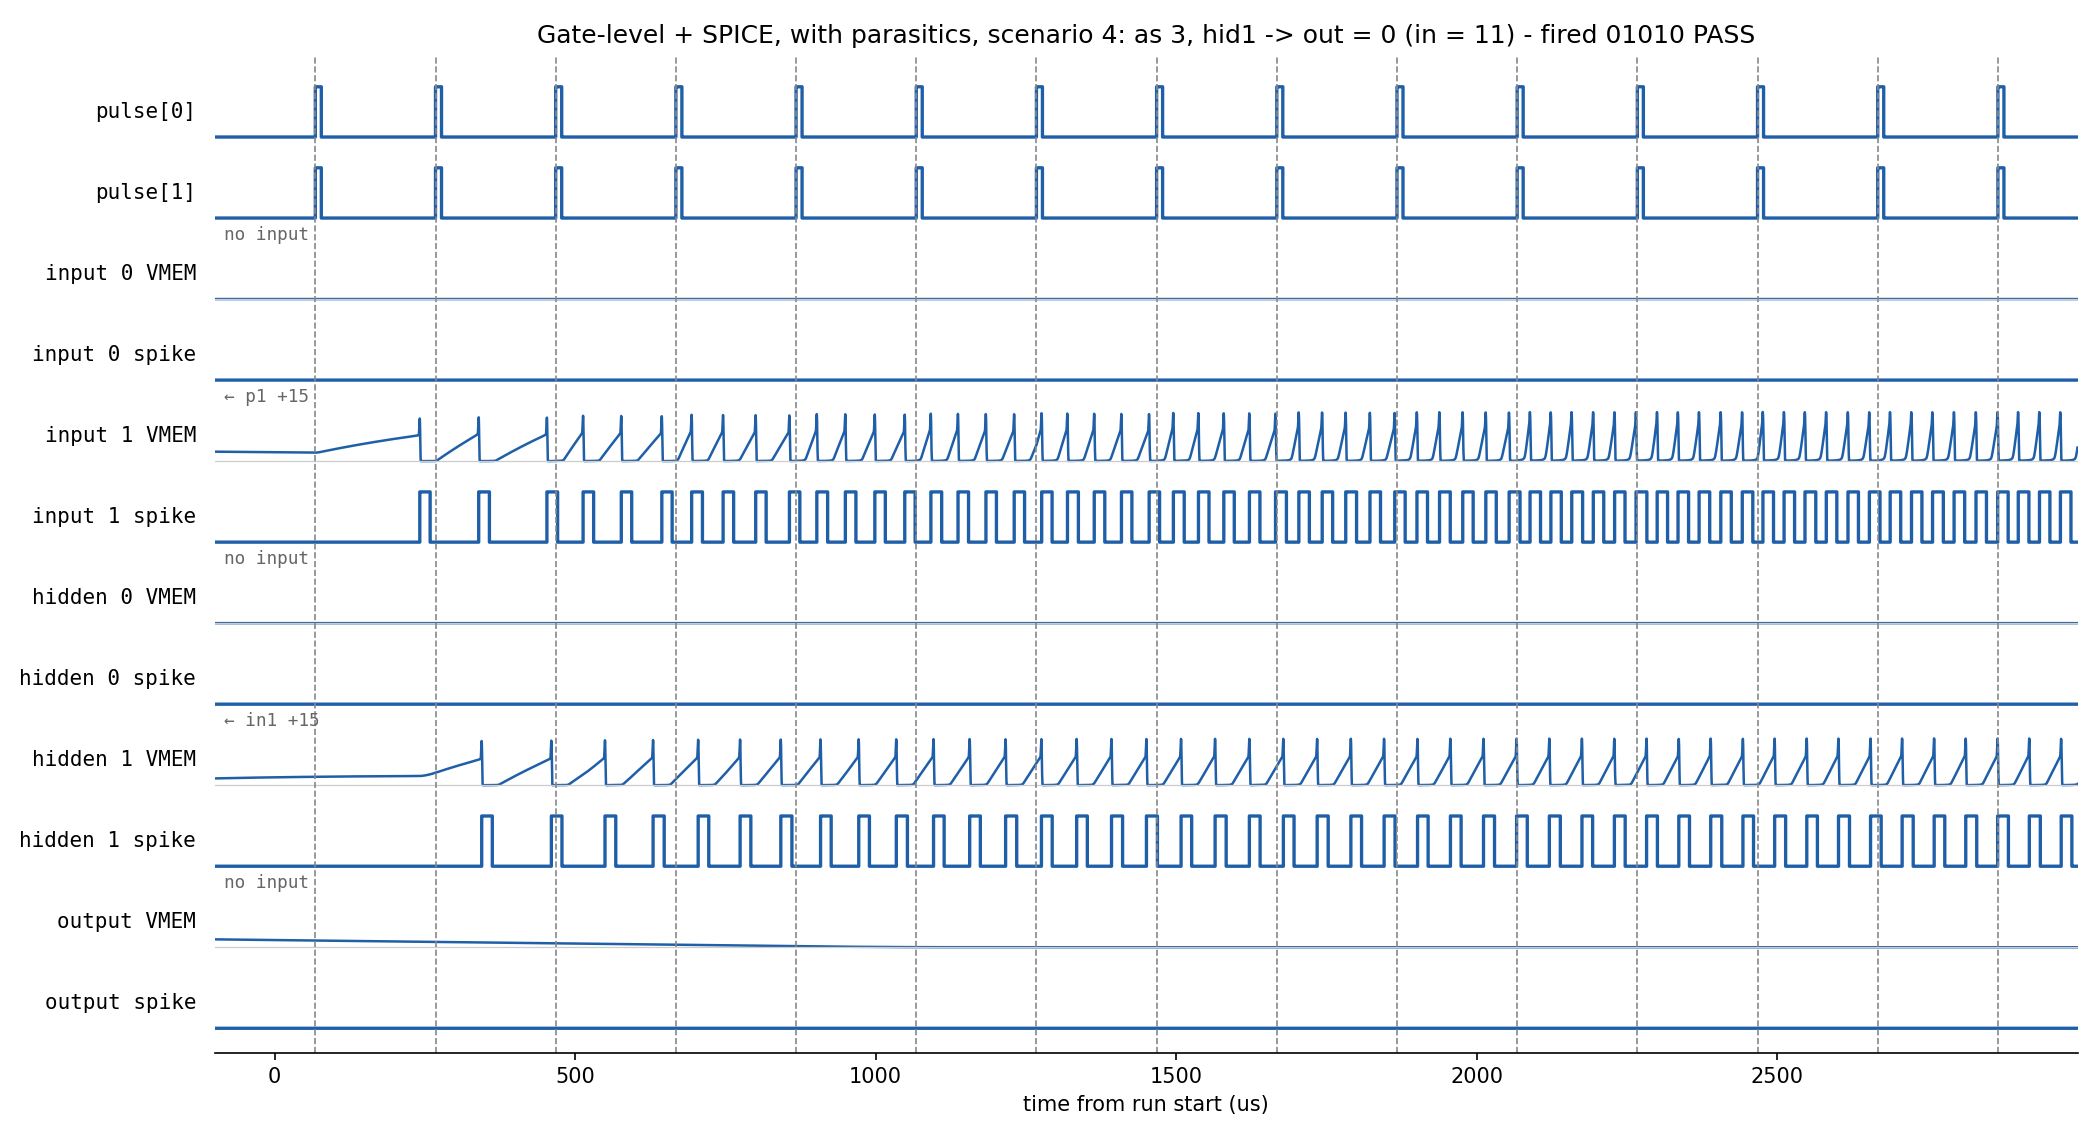 Gate-level + SPICE, with parasitics, scenario 4: as 3, hid1 -> out = 0 (in = 11) - fired 01010 PASS
pulse[0]
pulse[1]
no input
input 0 VMEM
input 0 spike
← p1 +15
input 1 VMEM
input 1 spike
no input
hidden 0 VMEM
hidden 0 spike
← in1 +15
hidden 1 VMEM
hidden 1 spike
no input
output VMEM
output spike
0 500 1000 1500 2000 2500
time from run start (us)